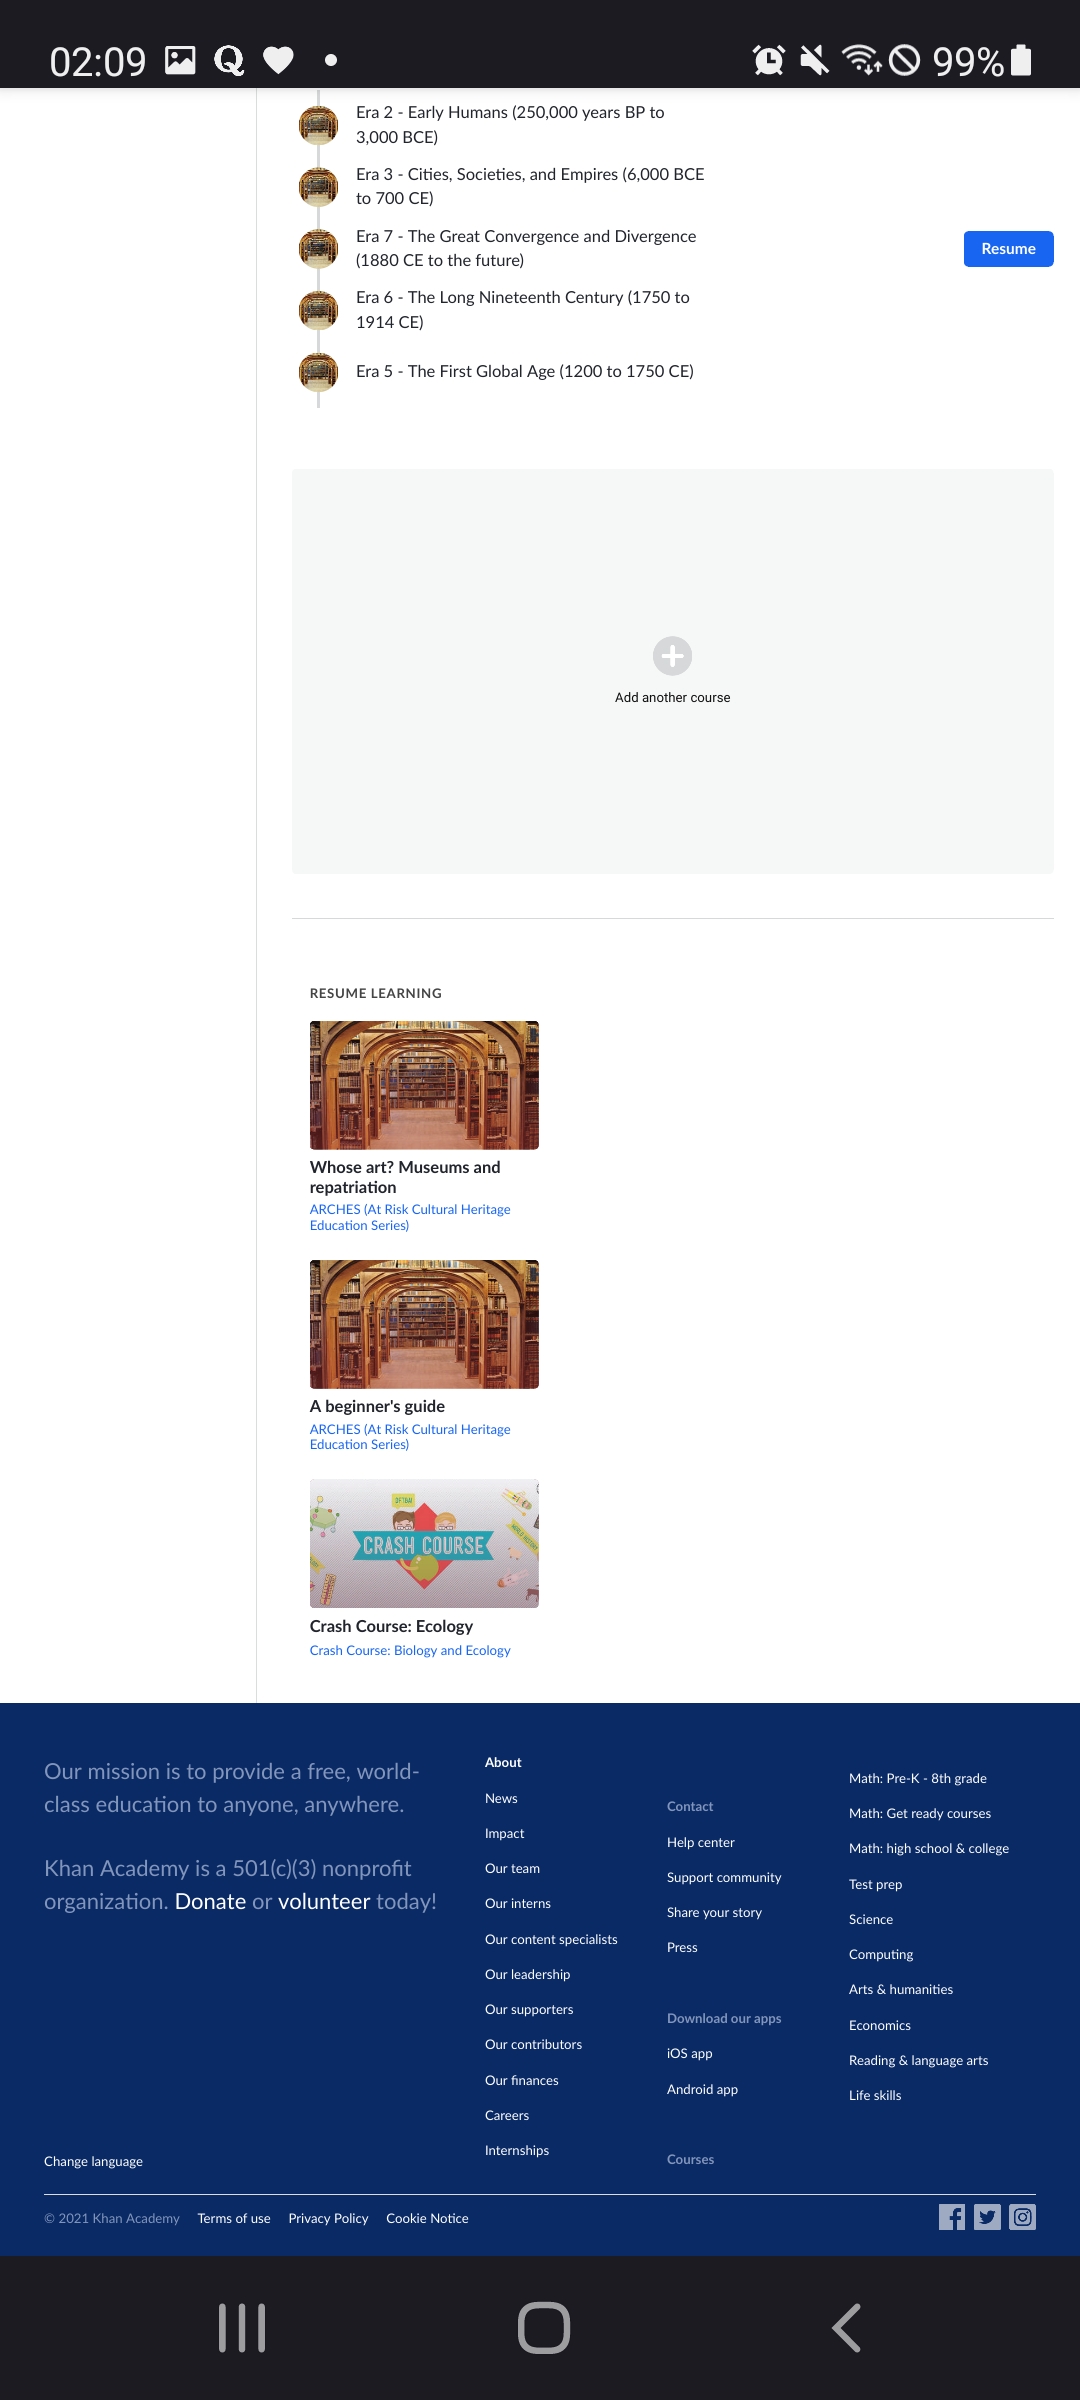 02:09
99%
Era 2 - Early Humans (250,000 years BP to
3,000 BCE)
Era 3 - Cities, Societies, and Empires (6,000 BCE
to 700 CE)
Era 7 - The Great Convergence and Divergence
(1880 CE to the future)
Resume
Era 6 - The Long Nineteenth Century (1750 to
1914 CE)
Era 5 - The First Global Age (1200 to 1750 CE)
Add another course
RESUME LEARNING
Whose art? Museums and
repatriation
ARCHES (At Risk Cultural Heritage
Education Series)
A beginner's guide
ARCHES (At Risk Cultural Heritage
Education Series)
DFTBA!
CRASH COURSE
Crash Course: Ecology
Crash Course: Biology and Ecology
Our mission is to provide a free, world-
class education to anyone, anywhere.
Khan Academy is a 501(c)(3) nonprofit
organization. Donate or volunteer today!
Change language
About
News
Impact
Our team
Our interns
Our content specialists
Our leadership
Our supporters
Our contributors
Our finances
Careers
Internships
Contact
Help center
Support community
Share your story
Press
Download our apps
iOS app
Android app
Courses
Math: Pre-K - 8th grade
Math: Get ready courses
Math: high school & college
Test prep
Science
Computing
Arts & humanities
Economics
Reading & language arts
Life skills
© 2021 Khan Academy
Terms of use
Privacy Policy
Cookie Notice